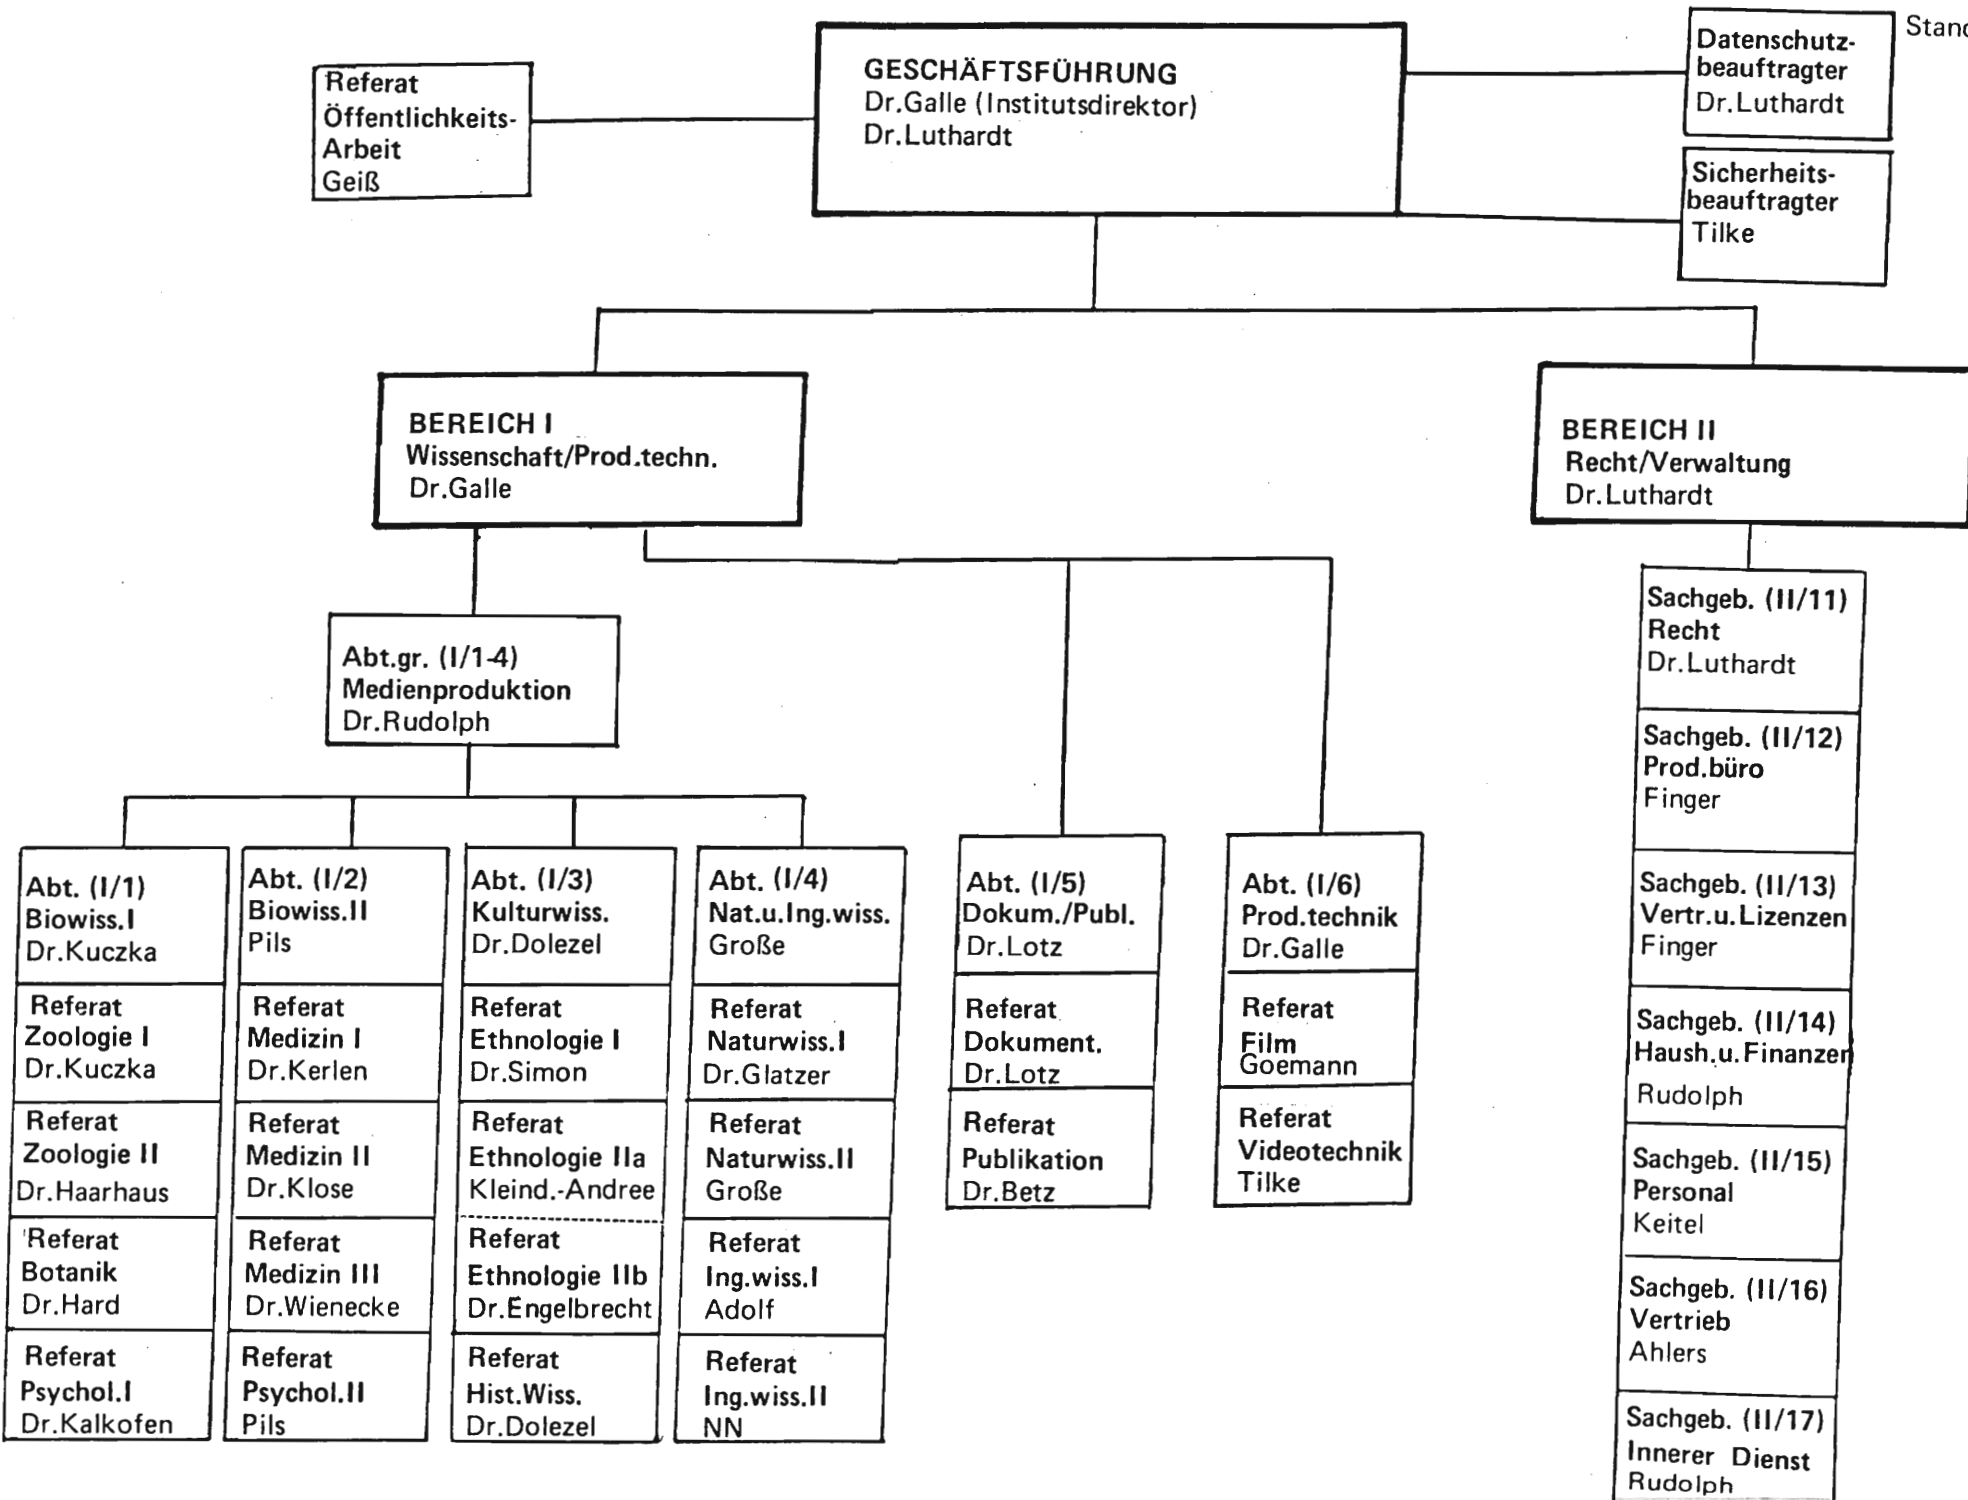 Referat
Öffentlichkeits-
Arbeit
Geiß
GESCHÄFTSFÜHRUNG
Dr.Galle (Institutsdirektor)
Dr.Luthardt
Datenschutz-
beauftragter
Dr.Luthardt
Sicherheits-
beauftragter
Tilke
BEREICH I
Wissenschaft/Prod.techn.
Dr.Galle
BEREICH II
Recht/Verwaltung
Dr.Luthardt
Abt.gr. (I/1-4)
Medienproduktion
Dr.Rudolph
Abt. (I/1)
Biowiss.I
Dr.Kuczka
Referat
Zoologie I
Dr.Kuczka
Referat
Zoologie II
Dr.Haarhaus
Referat
Botanik
Dr.Hard
Referat
Psychol.I
Dr.Kalkofen
Abt. (I/2)
Biowiss.II
Pils
Referat
Medizin I
Dr.Kerlen
Referat
Medizin II
Dr.Klose
Referat
Medizin III
Dr.Wienecke
Referat
Psychol.II
Pils
Abt. (I/3)
Kulturwiss.
Dr.Dolezel
Referat
Ethnologie I
Dr.Simon
Referat
Ethnologie IIa
Kleind.-Andree
Referat
Ethnologie IIb
Dr.Engelbrecht
Referat
Hist.Wiss.
Dr.Dolezel
Abt. (I/4)
Nat.u.Ing.wiss.
Große
Referat
Naturwiss.I
Dr.Glatzer
Referat
Naturwiss.II
Große
Referat
Ing.wiss.I
Adolf
Referat
Ing.wiss.II
NN
Abt. (I/5)
Dokum./Publ.
Dr.Lotz
Referat
Dokument.
Dr.Lotz
Referat
Publikation
Dr.Betz
Abt. (I/6)
Prod.technik
Dr.Galle
Referat
Film
Goemann
Referat
Videotechnik
Tilke
Sachgeb. (II/11)
Recht
Dr.Luthardt
Sachgeb. (II/12)
Prod.büro
Finger
Sachgeb. (II/13)
Vertr.u.Lizenzen
Finger
Sachgeb. (II/14)
Haush.u.Finanzen
Rudolph
Sachgeb. (II/15)
Personal
Keitel
Sachgeb. (II/16)
Vertrieb
Ahlers
Sachgeb. (II/17)
Innerer Dienst
Rudolph